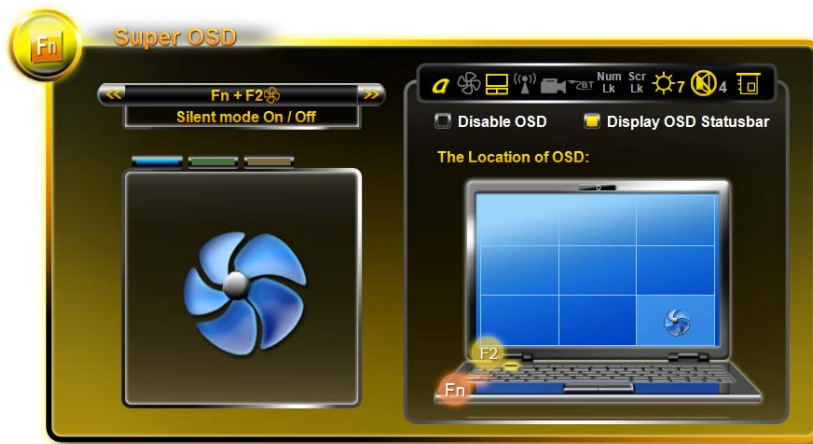 Fn
Super OSD
<< Fn + F2 >>
Silent mode On / Off
a Num Lk Scr Lk 7 4
Disable OSD Display OSD Statusbar
The Location of OSD:
F2
Fn